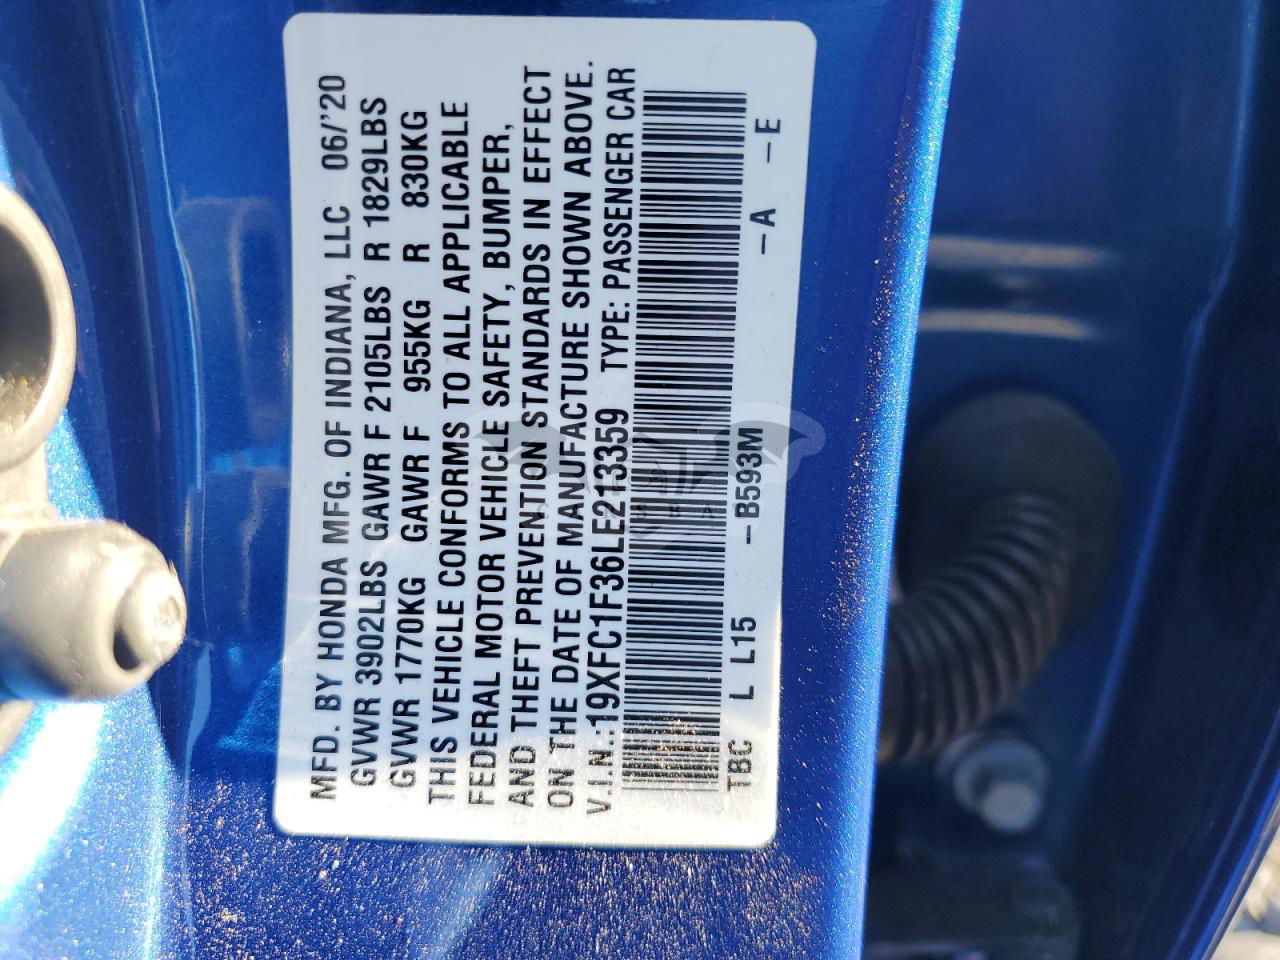 MFD. BY HONDA MFG. OF INDIANA, LLC 06/'20
GVWR 3902LBS GAWR F 2105LBS R 1829LBS
GVWR 1770KG GAWR F 955KG R 830KG
THIS VEHICLE CONFORMS TO ALL APPLICABLE
FEDERAL MOTOR VEHICLE SAFETY, BUMPER,
AND THEFT PREVENTION STANDARDS IN EFFECT
ON THE DATE OF MANUFACTURE SHOWN ABOVE.
V.I.N.:19XFC1F36LE213359 TYPE: PASSENGER CAR
TBC L L15 –B593M –A –E